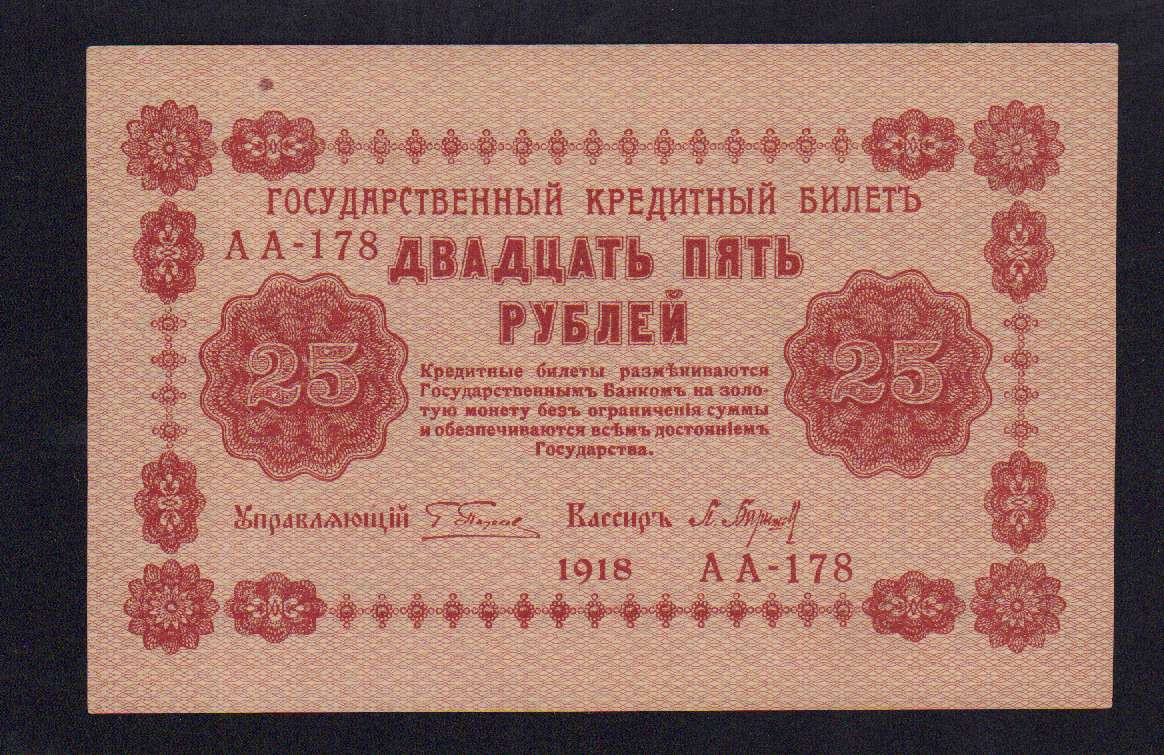 ГОСУДАРСТВЕННЫЙ КРЕДИТНЫЙ БИЛЕТЪ
АА-178
ДВАДЦАТЬ ПЯТЬ
РУБЛЕЙ
25
25
Кредитные билеты размѣниваются
Государственнымъ Банкомъ на золо-
тую монету безъ ограниченія суммы
и обезпечиваются всѣмъ достояніемъ
Государства.
Управляющій
Кассиръ
1918 АА-178